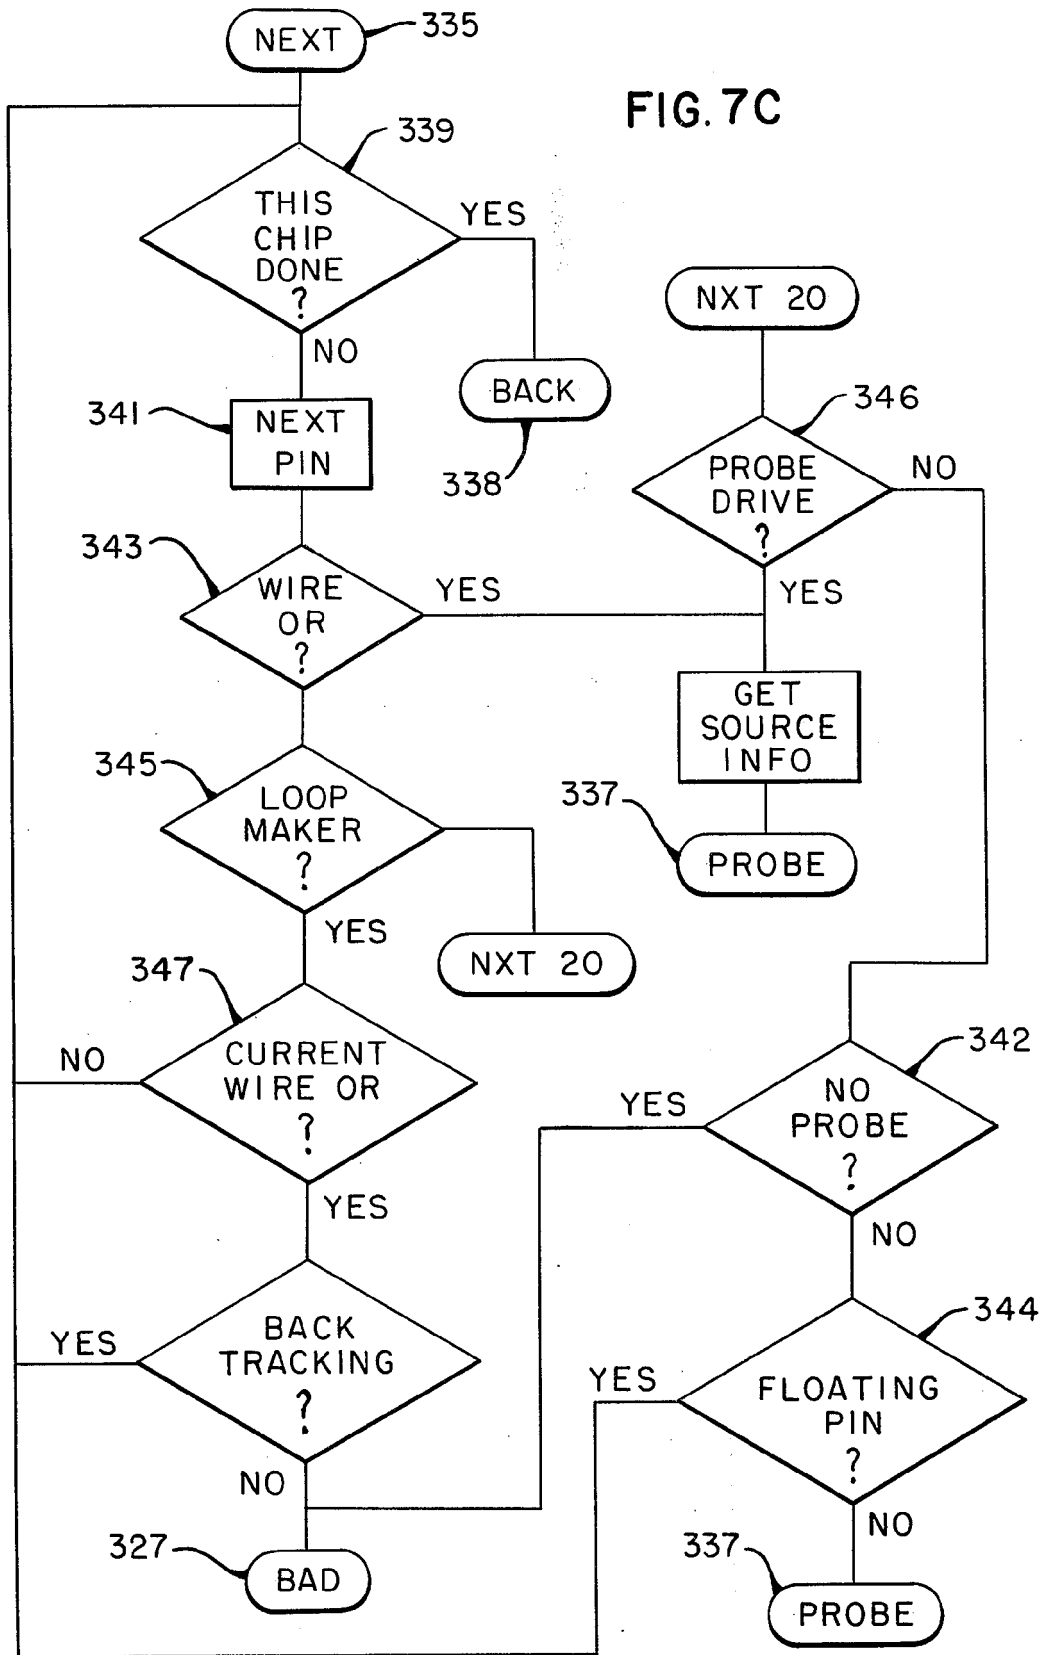 NEXT
335
FIG. 7C
339
THIS
CHIP
DONE
?
YES
NO
BACK
338
341
NEXT
PIN
343
WIRE
OR
?
YES
NXT 20
346
PROBE
DRIVE
?
NO
YES
GET
SOURCE
INFO
337
PROBE
345
LOOP
MAKER
?
YES
NXT 20
347
CURRENT
WIRE OR
?
NO
YES
342
NO
PROBE
?
YES
NO
BACK
TRACKING
?
YES
NO
344
FLOATING
PIN
?
YES
NO
327
BAD
337
PROBE